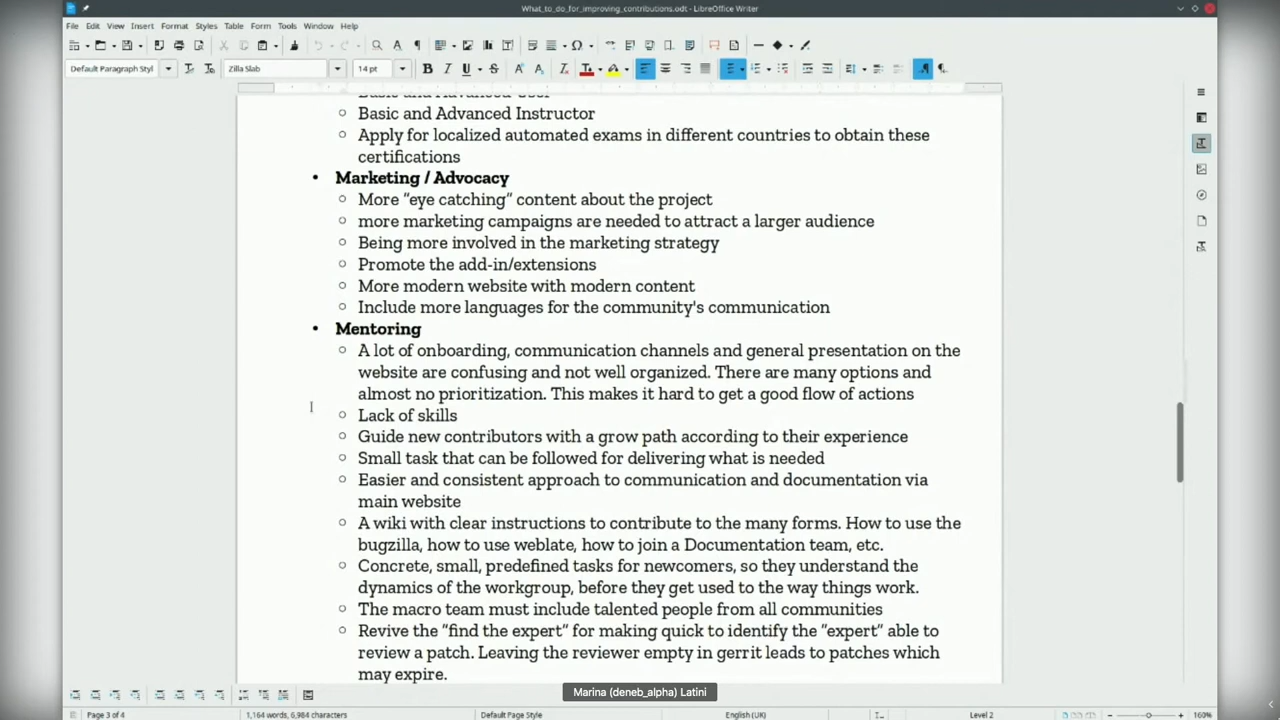 What_to_do_for_improving_contributions.odt - LibreOffice Writer
File Edit View Insert Format Styles Table Form Tools Window Help
Default Paragraph Styl Zilla Slab 14 pt
Basic and Advanced User
Basic and Advanced Instructor
Apply for localized automated exams in different countries to obtain these
certifications
• Marketing / Advocacy
More “eye catching” content about the project
more marketing campaigns are needed to attract a larger audience
Being more involved in the marketing strategy
Promote the add-in/extensions
More modern website with modern content
Include more languages for the community's communication
• Mentoring
A lot of onboarding, communication channels and general presentation on the
website are confusing and not well organized. There are many options and
almost no prioritization. This makes it hard to get a good flow of actions
Lack of skills
Guide new contributors with a grow path according to their experience
Small task that can be followed for delivering what is needed
Easier and consistent approach to communication and documentation via
main website
A wiki with clear instructions to contribute to the many forms. How to use the
bugzilla, how to use weblate, how to join a Documentation team, etc.
Concrete, small, predefined tasks for newcomers, so they understand the
dynamics of the workgroup, before they get used to the way things work.
The macro team must include talented people from all communities
Revive the “find the expert” for making quick to identify the “expert” able to
review a patch. Leaving the reviewer empty in gerrit leads to patches which
may expire.
Marina (deneb_alpha) Latini
Page 3 of 4 1,164 words, 6,984 characters Default Page Style English (UK) Level 2 160%